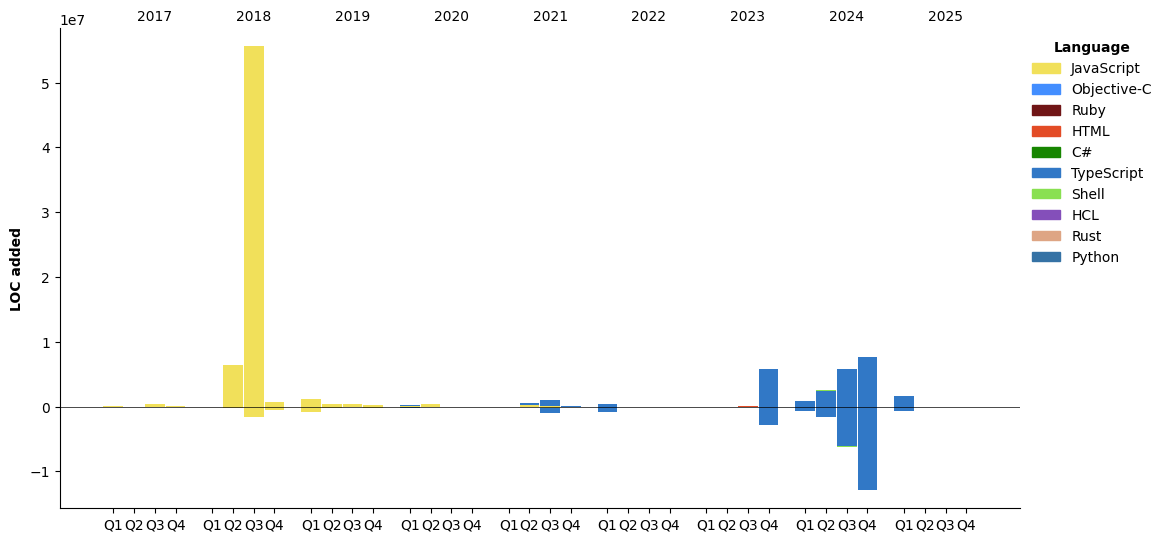 2017 2018 2019 2020 2021 2022 2023 2024 2025
1e7
5
4
3
2
1
0
−1
LOC added
Q1 Q2 Q3 Q4 Q1 Q2 Q3 Q4 Q1 Q2 Q3 Q4 Q1 Q2 Q3 Q4 Q1 Q2 Q3 Q4 Q1 Q2 Q3 Q4 Q1 Q2 Q3 Q4 Q1 Q2 Q3 Q4 Q1 Q2 Q3 Q4
Language
JavaScript
Objective-C
Ruby
HTML
C#
TypeScript
Shell
HCL
Rust
Python